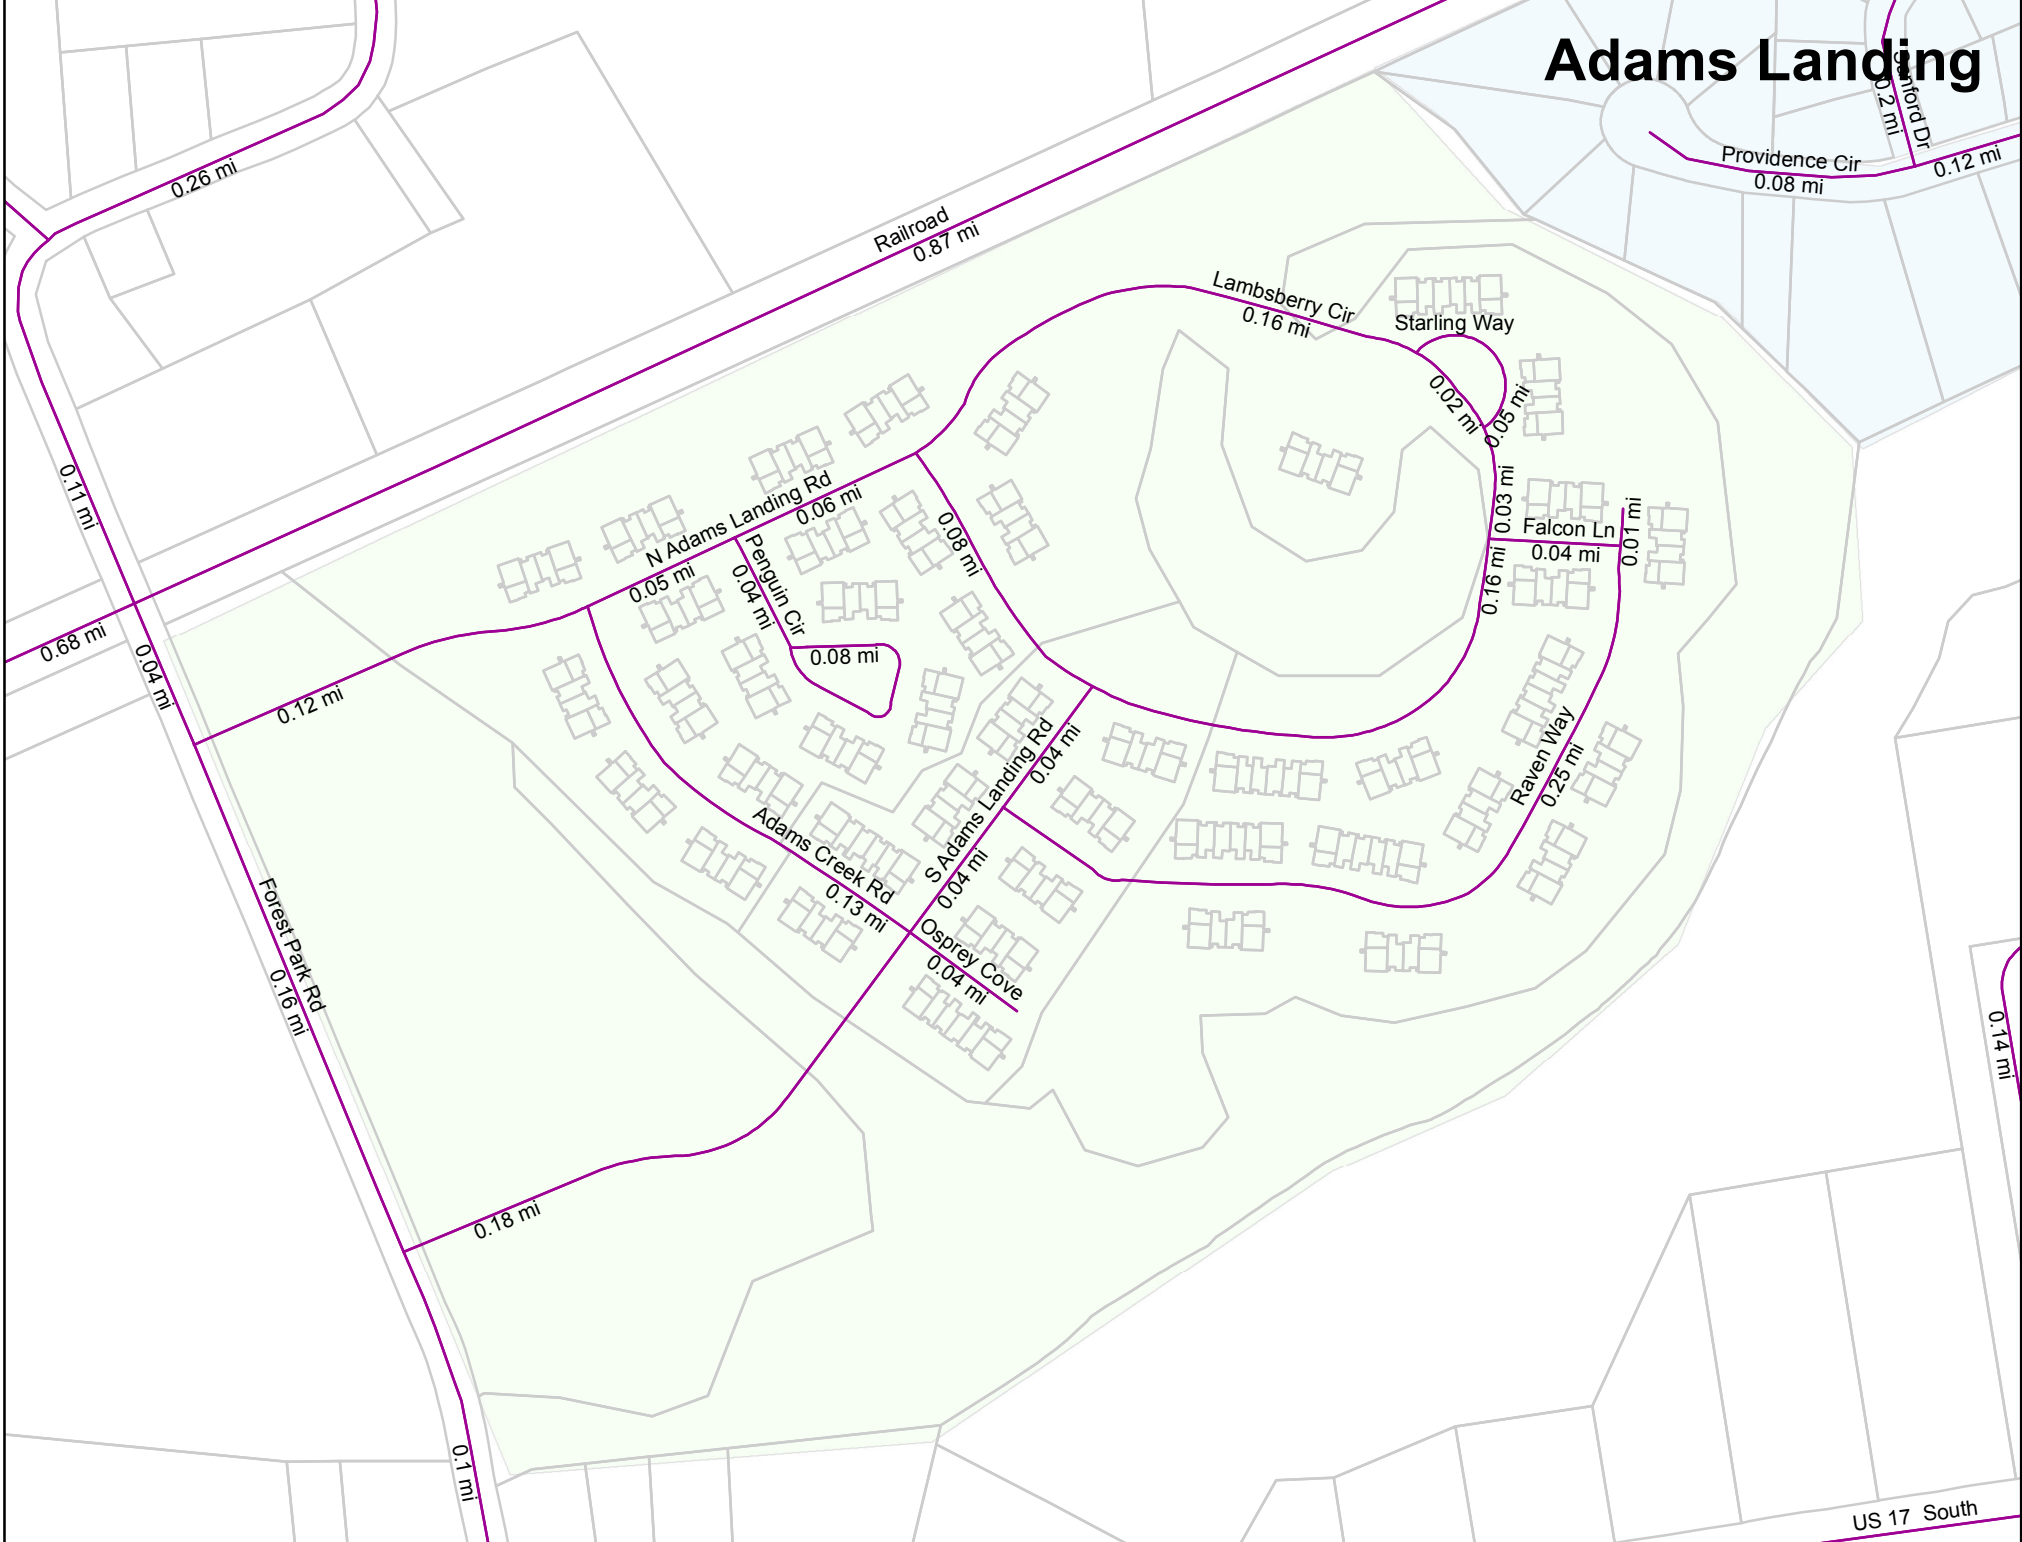 Adams Landing
Sanford Dr
0.2 mi
Providence Cir
0.08 mi
0.12 mi
0.26 mi
Railroad
0.87 mi
Lambsberry Cir
0.16 mi
Starling Way
0.02 mi
0.05 mi
0.11 mi
N Adams Landing Rd
0.06 mi
0.05 mi
0.08 mi
0.03 mi
Falcon Ln
0.04 mi
0.01 mi
0.16 mi
Penguin Cir
0.04 mi
0.08 mi
0.68 mi
0.04 mi
0.12 mi
S Adams Landing Rd
0.04 mi
0.04 mi
Raven Way
0.25 mi
Adams Creek Rd
0.13 mi
Osprey Cove
0.04 mi
Forest Park Rd
0.16 mi
0.14 mi
0.18 mi
0.1 mi
US 17 South